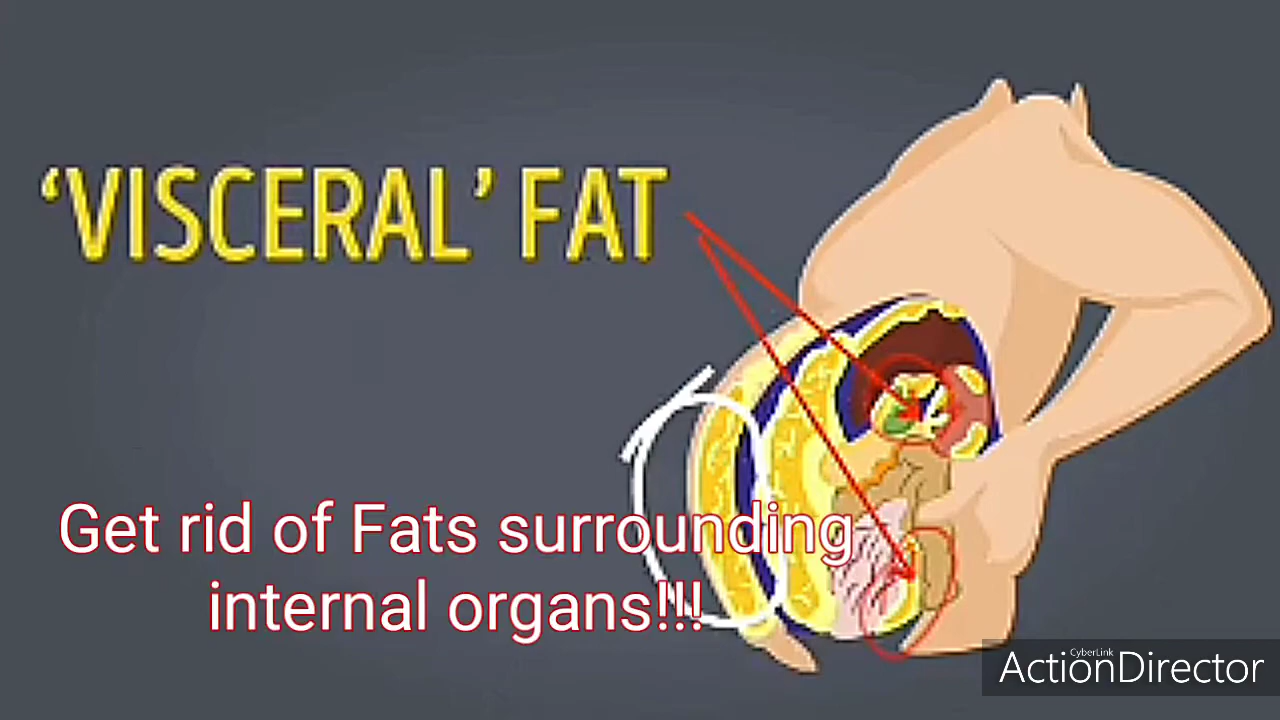 ‘VISCERAL’ FAT
Get rid of Fats surrounding
internal organs!!!
CyberLink
ActionDirector